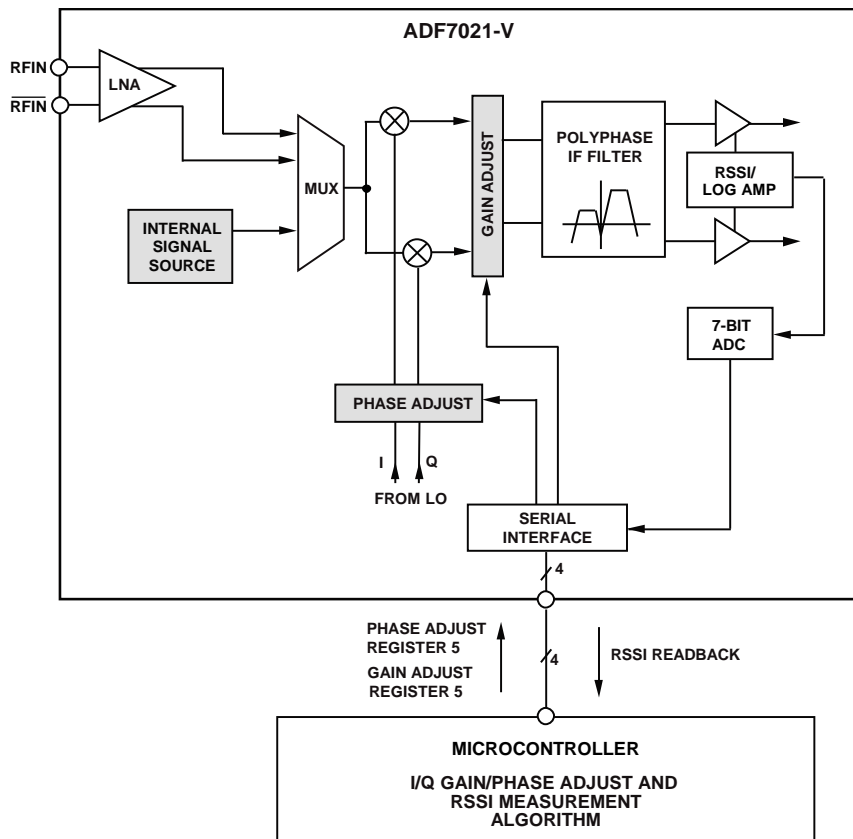 ADF7021-V
RFIN
RFIN
LNA
MUX
INTERNAL
SIGNAL
SOURCE
GAIN ADJUST
POLYPHASE
IF FILTER
RSSI/
LOG AMP
7-BIT
ADC
PHASE ADJUST
I
Q
FROM LO
SERIAL
INTERFACE
4
PHASE ADJUST
REGISTER 5
GAIN ADJUST
REGISTER 5
4
RSSI READBACK
MICROCONTROLLER
I/Q GAIN/PHASE ADJUST AND
RSSI MEASUREMENT
ALGORITHM